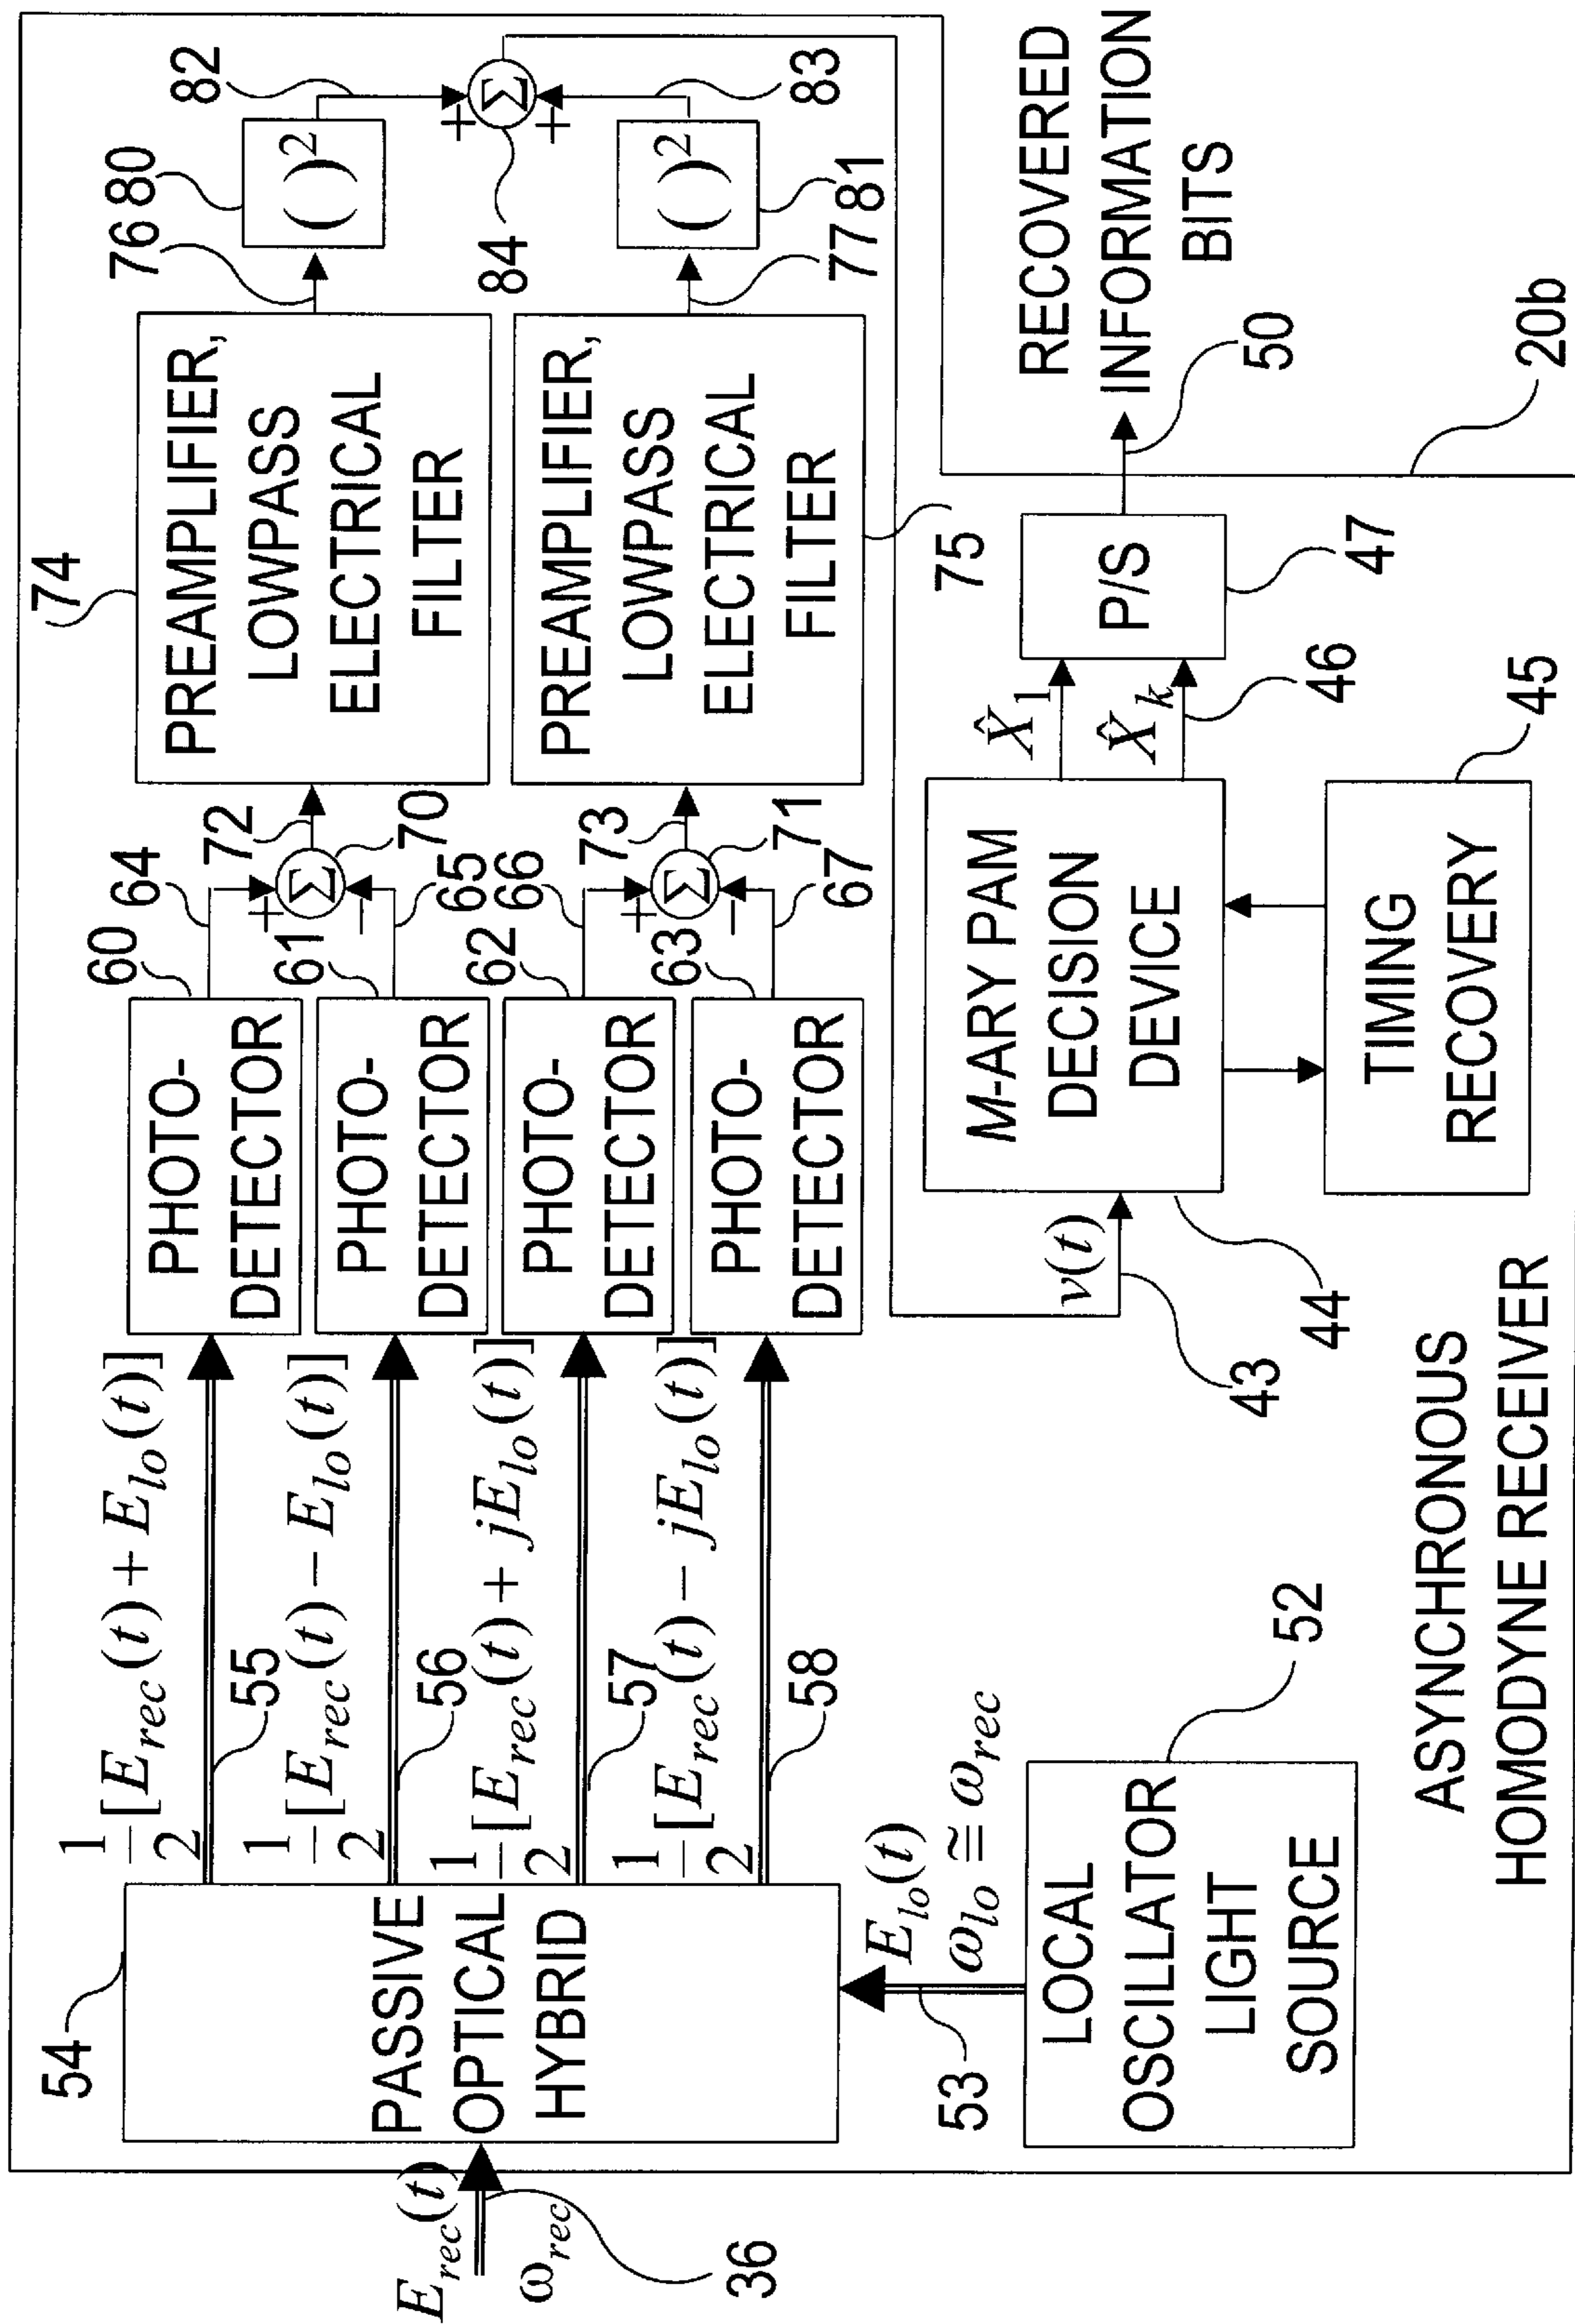 E_rec(t)
ω_rec
36
54
PASSIVE
OPTICAL
HYBRID
1/2[E_rec(t) + E_lo(t)]
55
1/2[E_rec(t) − E_lo(t)]
56
1/2[E_rec(t) + jE_lo(t)]
57
1/2[E_rec(t) − jE_lo(t)]
58
E_lo(t)
ω_lo ≅ ω_rec
53
LOCAL
OSCILLATOR
LIGHT
SOURCE
52
60
PHOTO-
DETECTOR
61
PHOTO-
DETECTOR
62
PHOTO-
DETECTOR
63
PHOTO-
DETECTOR
64
72
+
Σ
−
70
65
66
73
+
Σ
−
71
67
74
PREAMPLIFIER,
LOWPASS
ELECTRICAL
FILTER
PREAMPLIFIER,
LOWPASS
ELECTRICAL
FILTER
75
76
80
( )²
82
+
Σ
+
84
83
77
81
( )²
v(t)
43
M-ARY PAM
DECISION
DEVICE
44
X̂_1
X̂_k
46
TIMING
RECOVERY
45
P/S
47
50
RECOVERED
INFORMATION
BITS
20b
ASYNCHRONOUS
HOMODYNE RECEIVER